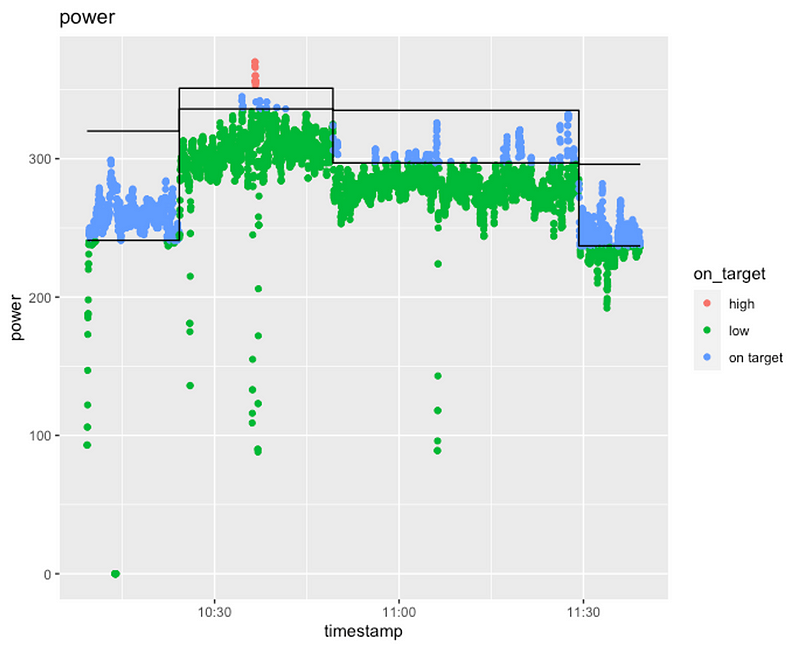 power
300
200
100
0
power
10:30
11:00
11:30
timestamp
on_target
high
low
on target